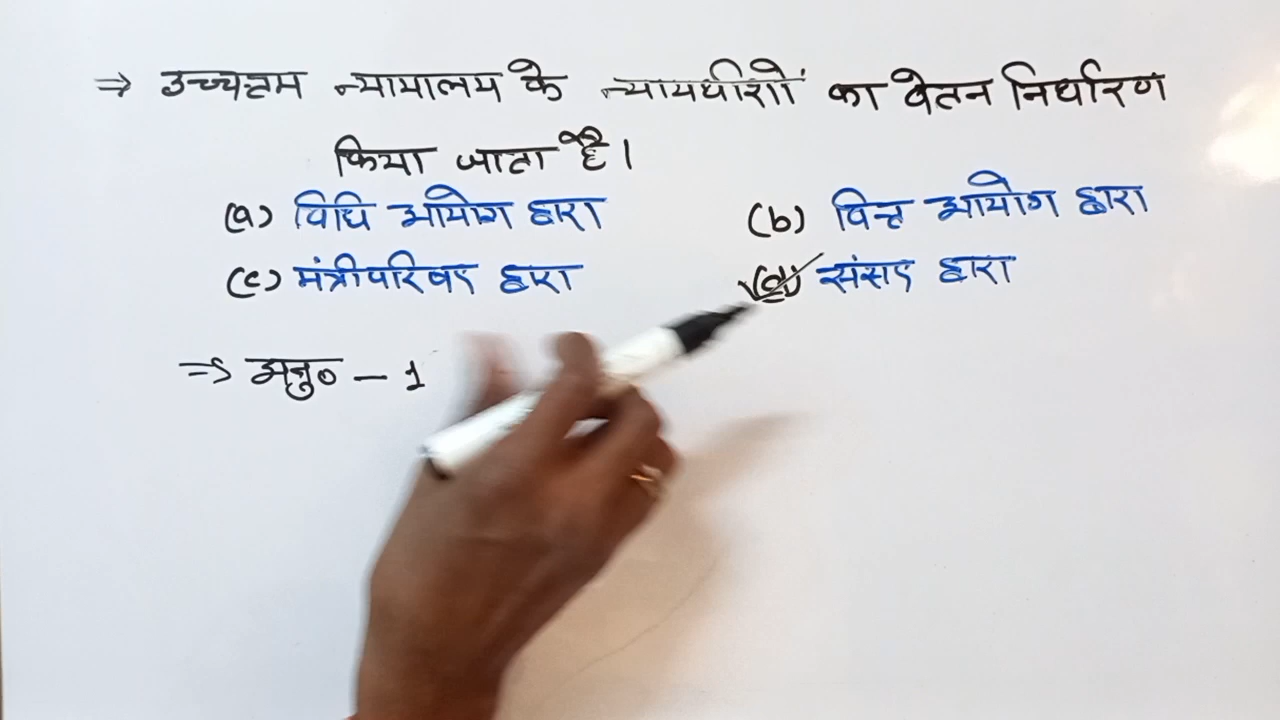 ⇒ उच्चतम न्यायालय के न्यायधीशों का वेतन निर्धारण
किया जाता है।
(a) विधि आयोग द्वारा (b) वित्त आयोग द्वारा
(c) मंत्रीपरिषद द्वारा (d) संसद द्वारा
⇒ अनु० – 1